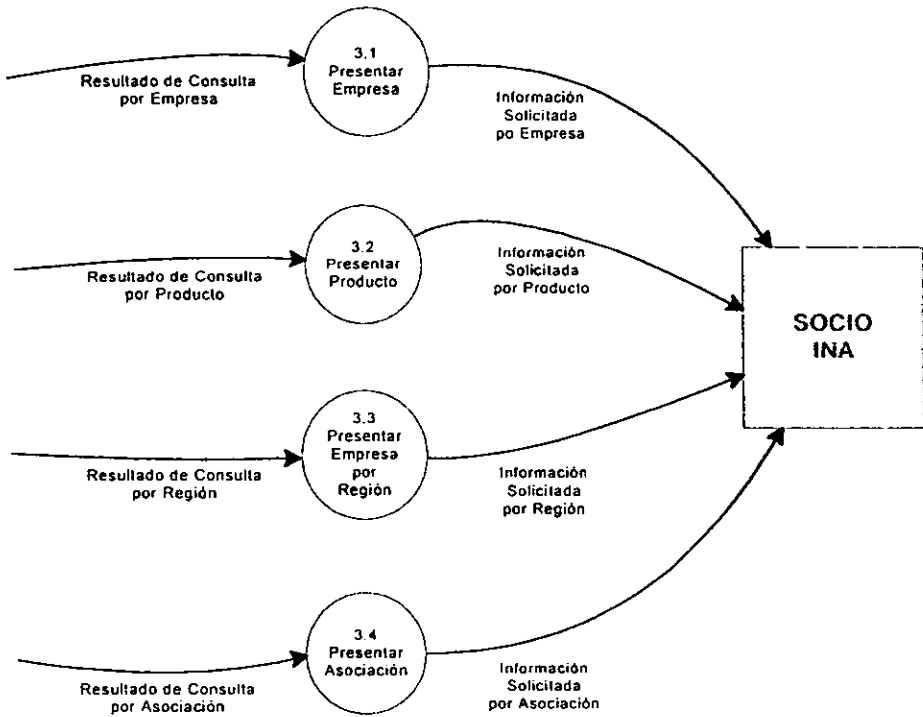 3.1
Presentar
Empresa
Resultado de Consulta
por Empresa
Información
Solicitada
po Empresa
3.2
Presentar
Producto
Resultado de Consulta
por Producto
Información
Solicitada
por Producto
SOCIO
INA
3.3
Presentar
Empresa
por
Región
Resultado de Consulta
por Región
Información
Solicitada
por Región
3.4
Presentar
Asociación
Resultado de Consulta
por Asociación
Información
Solicitada
por Asociación